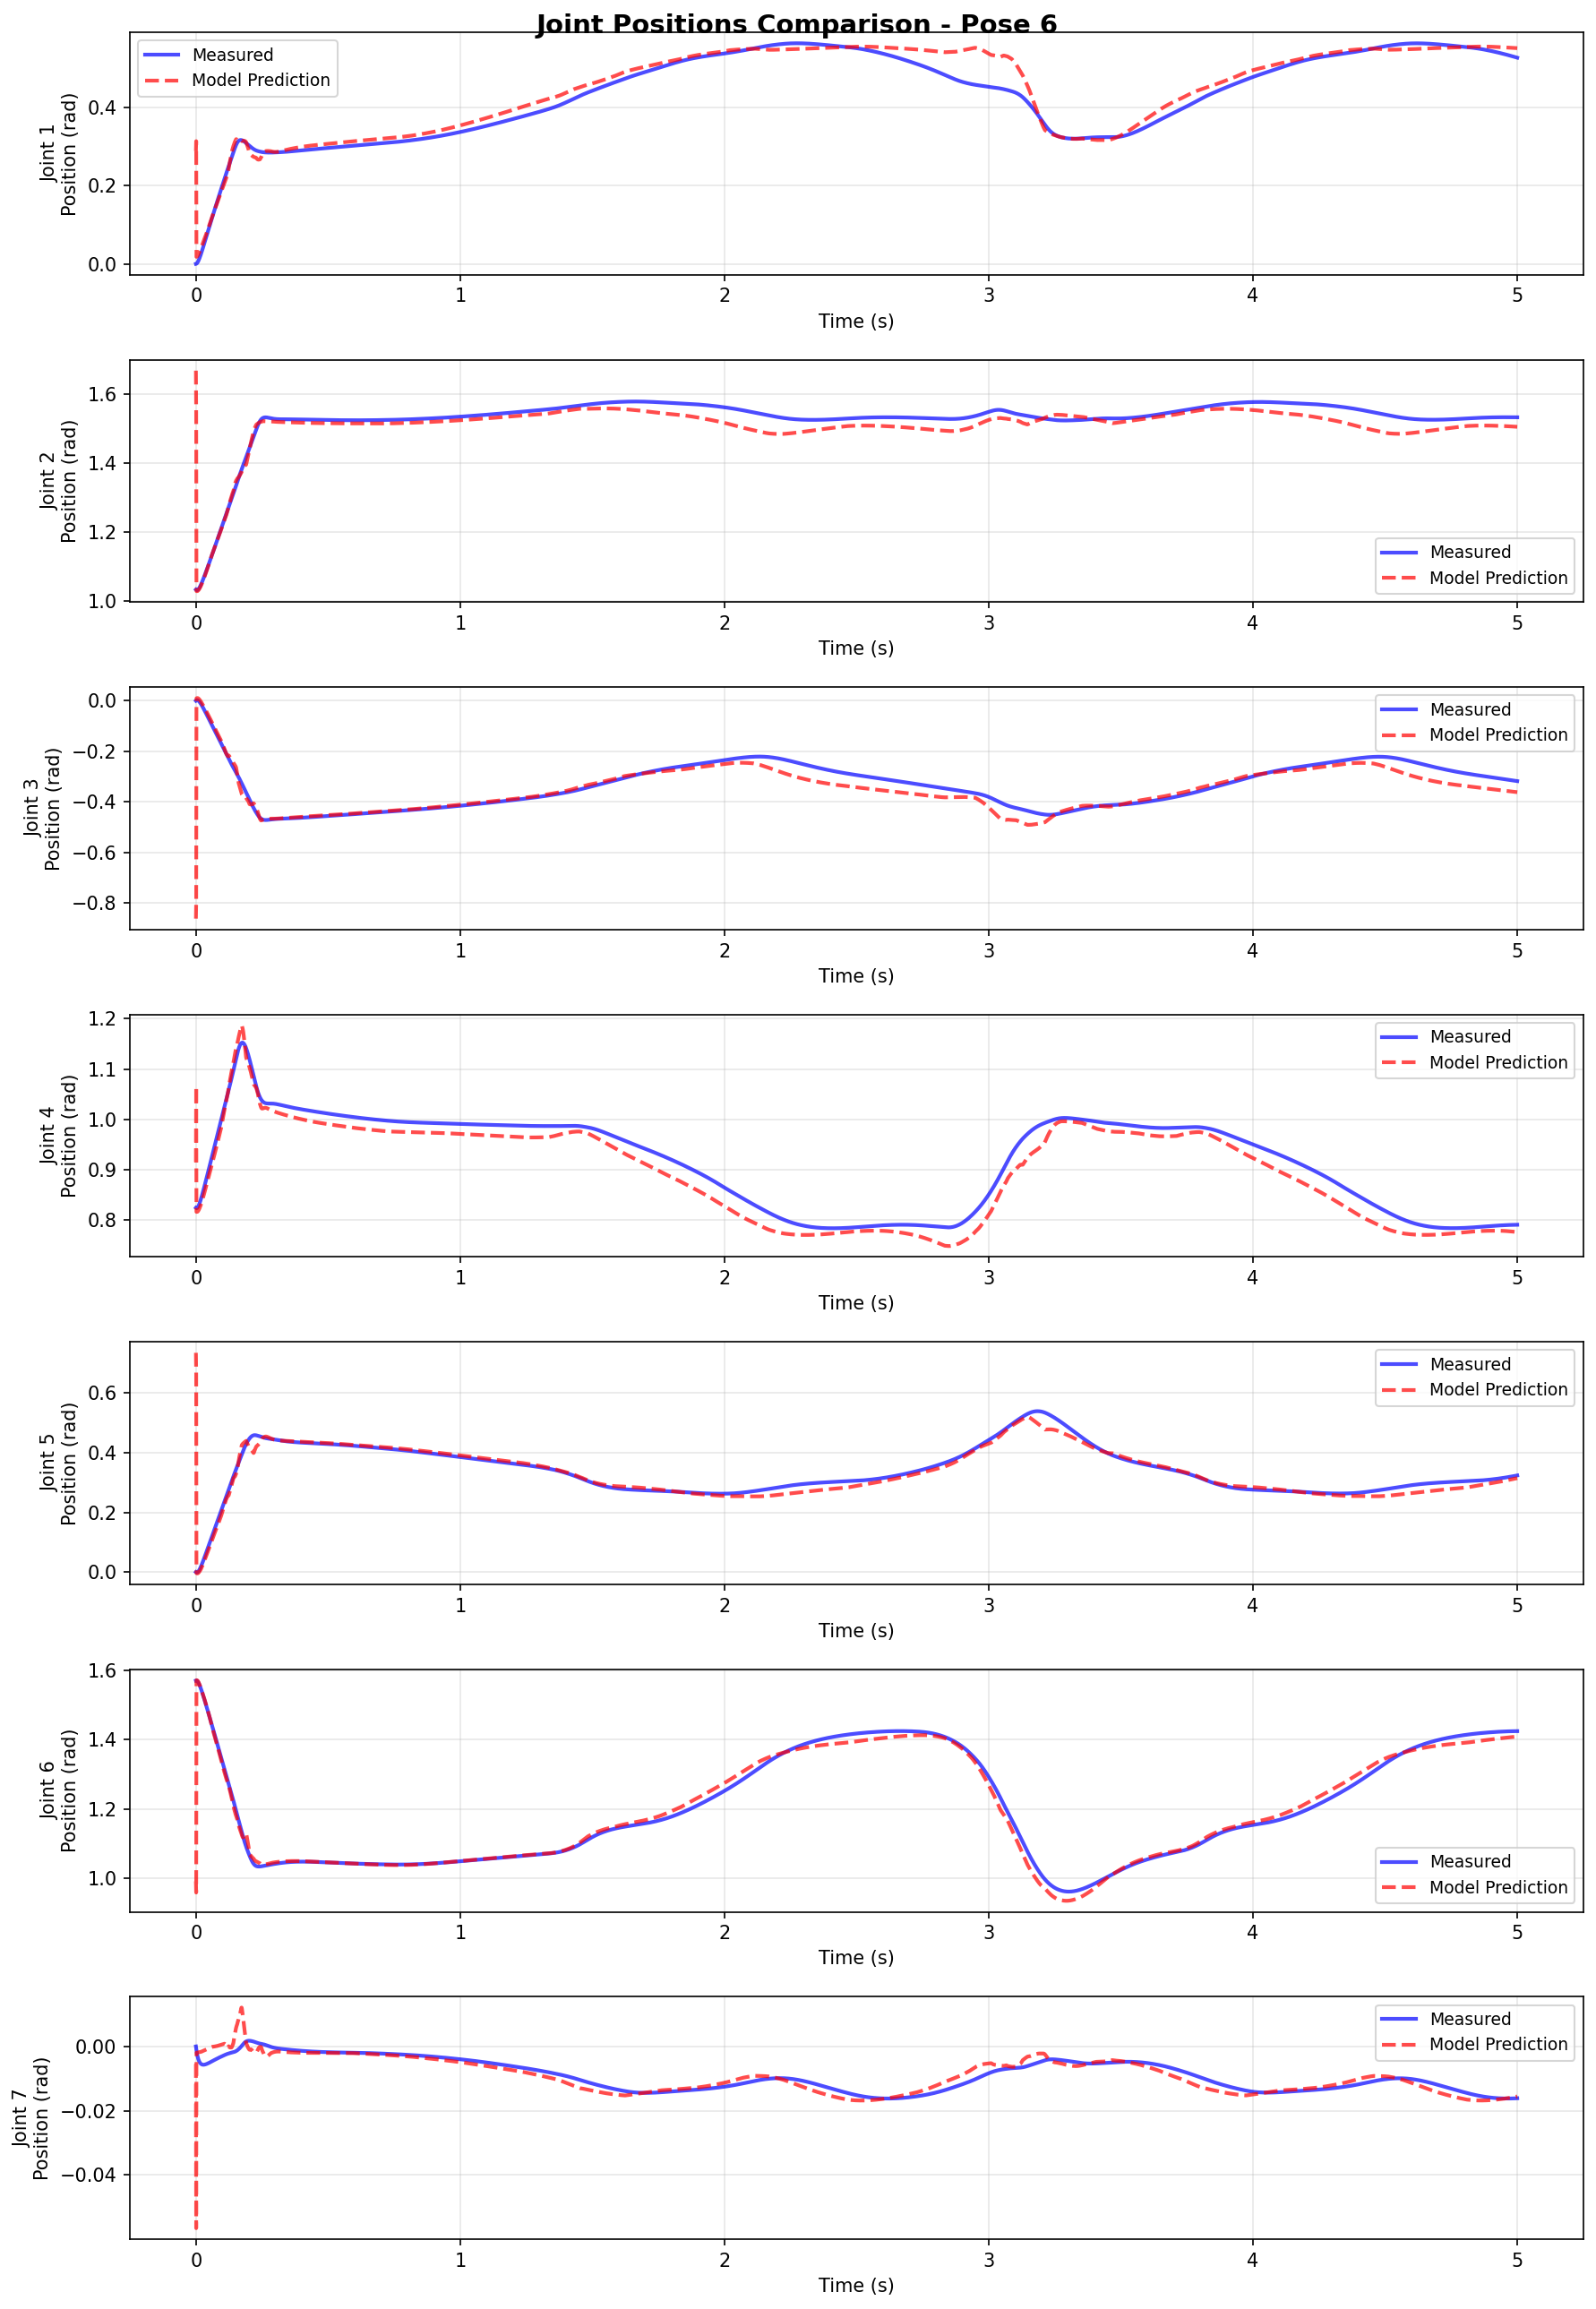 Joint Positions Comparison - Pose 6
Measured
Model Prediction
0.4
0.2
0.0
Joint 1
Position (rad)
0 1 2 3 4 5
Time (s)
1.6
1.4
1.2
1.0
Joint 2
Position (rad)
Measured
Model Prediction
0 1 2 3 4 5
Time (s)
0.0
−0.2
−0.4
−0.6
−0.8
Joint 3
Position (rad)
Measured
Model Prediction
0 1 2 3 4 5
Time (s)
1.2
1.1
1.0
0.9
0.8
Joint 4
Position (rad)
Measured
Model Prediction
0 1 2 3 4 5
Time (s)
0.6
0.4
0.2
0.0
Joint 5
Position (rad)
Measured
Model Prediction
0 1 2 3 4 5
Time (s)
1.6
1.4
1.2
1.0
Joint 6
Position (rad)
Measured
Model Prediction
0 1 2 3 4 5
Time (s)
0.00
−0.02
−0.04
Joint 7
Position (rad)
Measured
Model Prediction
0 1 2 3 4 5
Time (s)